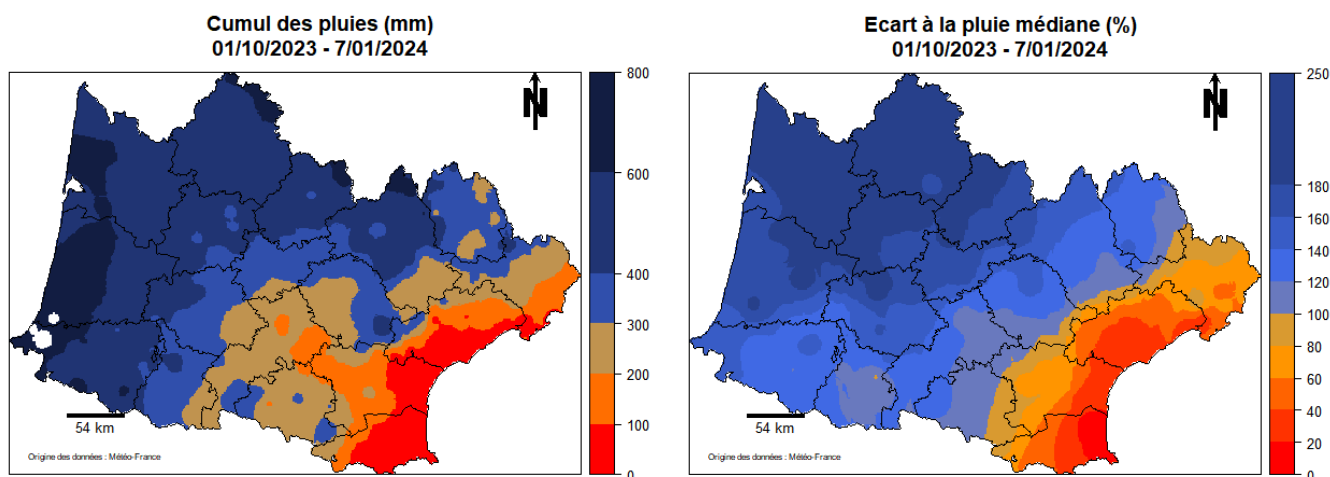 Cumul des pluies (mm)
01/10/2023 - 7/01/2024
N
800
600
400
300
200
100
0
54 km
Origine des données : Météo-France
Ecart à la pluie médiane (%)
01/10/2023 - 7/01/2024
N
250
180
160
140
120
100
80
60
40
20
0
54 km
Origine des données : Météo-France